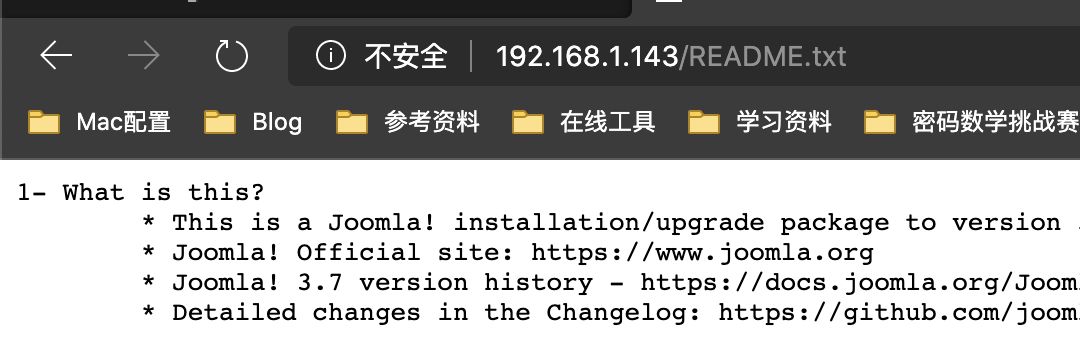 不安全 192.168.1.143/README.txt
Mac配置 Blog 参考资料 在线工具 学习资料 密码数学挑战赛
1- What is this?
* This is a Joomla! installation/upgrade package to version
* Joomla! Official site: https://www.joomla.org
* Joomla! 3.7 version history - https://docs.joomla.org/Joom
* Detailed changes in the Changelog: https://github.com/joom